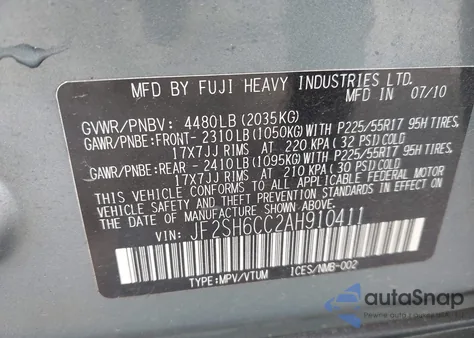 MFD BY FUJI HEAVY INDUSTRIES LTD.
GVWR/PNBV: 4480LB (2035KG) 07/10
GAWR/PNBE:FRONT- 2310LB (1050KG) WITH P225/55R17 95H TIRES,
17X7JJ RIMS AT 220 KPA (32 PSI) COLD
GAWR/PNBE:REAR - 2410LB (1095KG) WITH P225/55R17 95H TIRES,
17X7JJ RIMS AT 210 KPA (30 PSI) COLD
THIS VEHICLE CONFORMS TO ALL APPLICABLE FEDERAL MOTOR VEHICLE
SAFETY AND THEFT PREVENTION STANDARDS IN EFFECT ON
THE DATE OF MANUFACTURE SHOWN ABOVE.
VIN: JF2SH6CC2AH910411
TYPE:MPV/VTUM ICES/NMB-002
autoSnap
Powered by AutoAstat